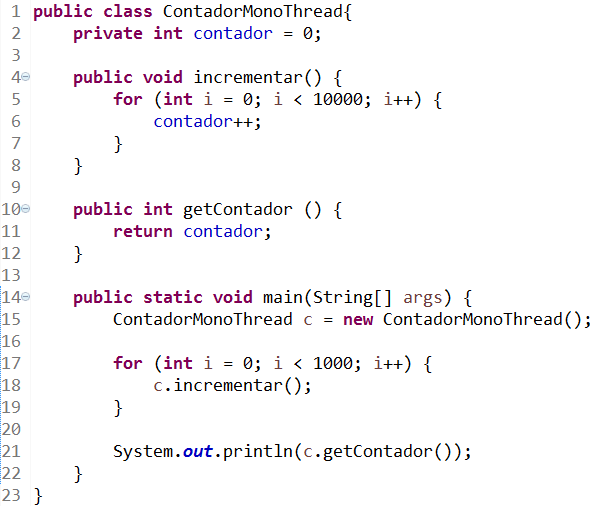 1 public class ContadorMonoThread{
2     private int contador = 0;
3
4     public void incrementar() {
5         for (int i = 0; i < 10000; i++) {
6             contador++;
7         }
8     }
9
10     public int getContador () {
11         return contador;
12     }
13
14     public static void main(String[] args) {
15         ContadorMonoThread c = new ContadorMonoThread();
16
17         for (int i = 0; i < 1000; i++) {
18             c.incrementar();
19         }
20
21         System.out.println(c.getContador());
22     }
23 }